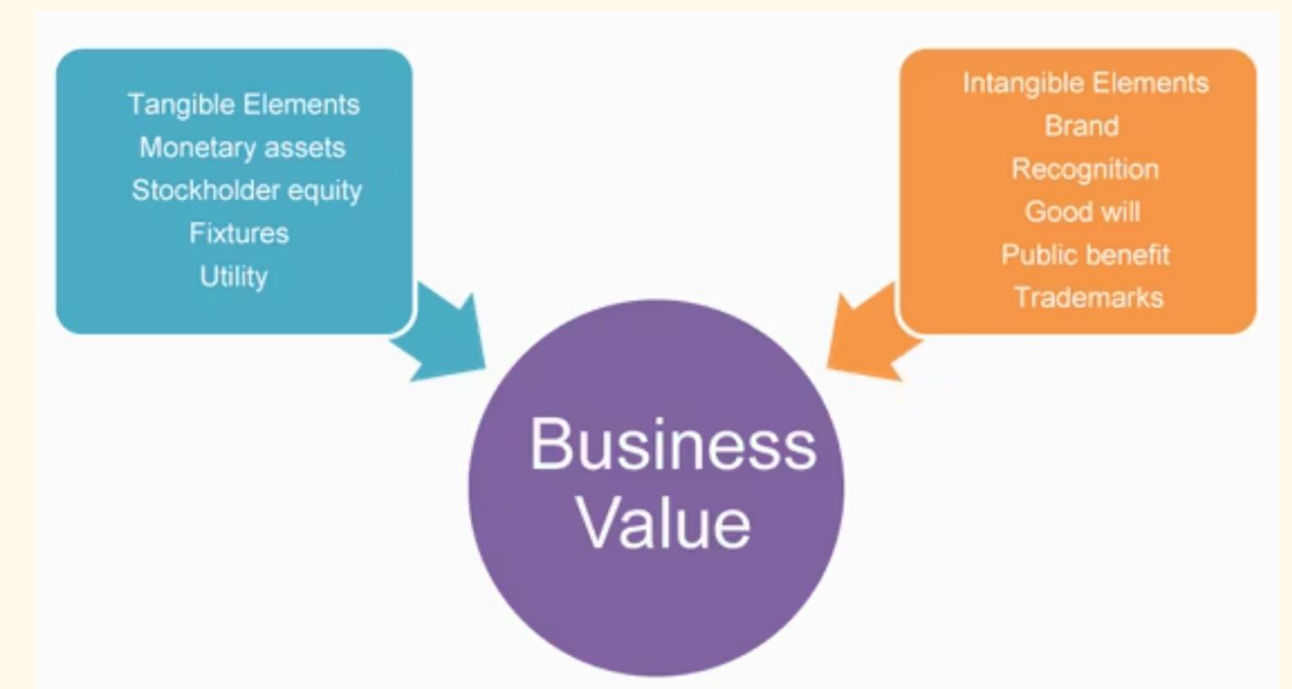 Tangible Elements
Monetary assets
Stockholder equity
Fixtures
Utility
Intangible Elements
Brand
Recognition
Good will
Public benefit
Trademarks
Business
Value